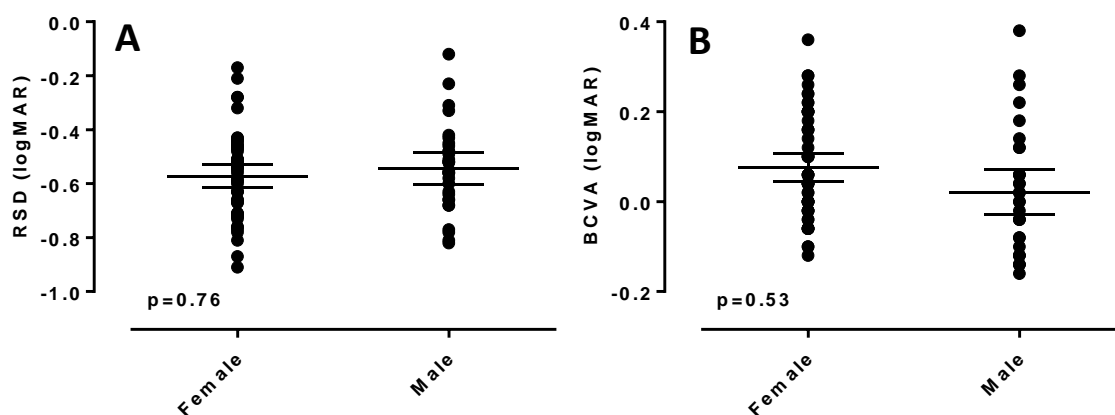 A
RSD (logMAR)
0.0
-0.2
-0.4
-0.6
-0.8
-1.0
p=0.76
Female
Male
B
BCVA (logMAR)
0.4
0.2
0.0
-0.2
p=0.53
Female
Male